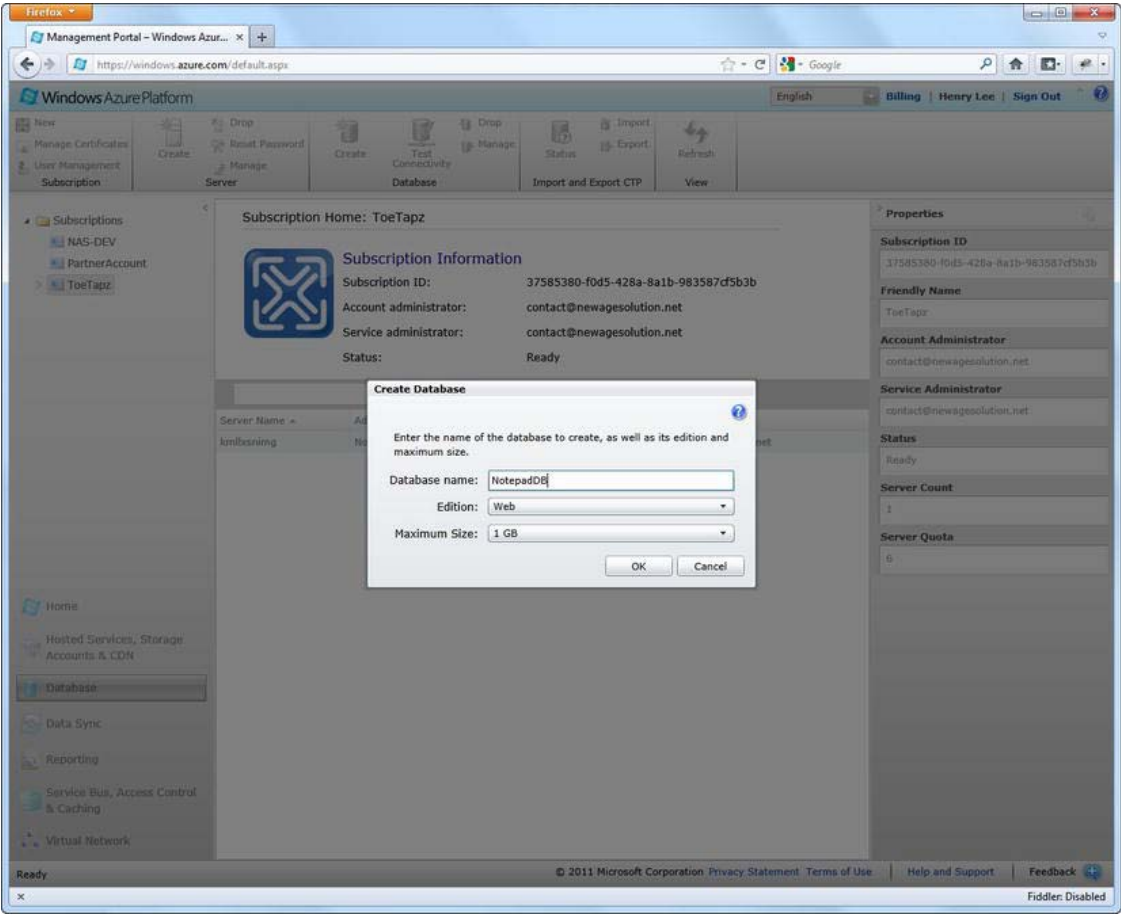 Firefox
Management Portal – Windows Azur...
https://windows.azure.com/default.aspx
Google
Windows Azure Platform
English
Billing | Henry Lee | Sign Out
New
Manage Certificates
User Management
Subscription
Create
Drop
Reset Password
Manage
Server
Create
Test Connectivity
Drop
Manage
Database
Status
Import
Export
Import and Export CTP
Refresh
View
Subscriptions
NAS-DEV
PartnerAccount
ToeTapz
Subscription Home: ToeTapz
Subscription Information
Subscription ID: 37585380-f0d5-428a-8a1b-983587cf5b3b
Account administrator: contact@newagesolution.net
Service administrator: contact@newagesolution.net
Status: Ready
Server Name
Ad
No
net
Create Database
Enter the name of the database to create, as well as its edition and
maximum size.
Database name: NotepadDB
Edition: Web
Maximum Size: 1 GB
OK Cancel
Properties
Subscription ID
37585380-f0d5-428a-8a1b-983587cf5b3b
Friendly Name
ToeTapz
Account Administrator
contact@newagesolution.net
Service Administrator
contact@newagesolution.net
Status
Ready
Server Count
1
Server Quota
6
Home
Hosted Services, Storage
Accounts & CDN
Database
Data Sync
Reporting
Service Bus, Access Control
& Caching
Virtual Network
Ready
© 2011 Microsoft Corporation Privacy Statement Terms of Use | Help and Support | Feedback
Fiddler: Disabled